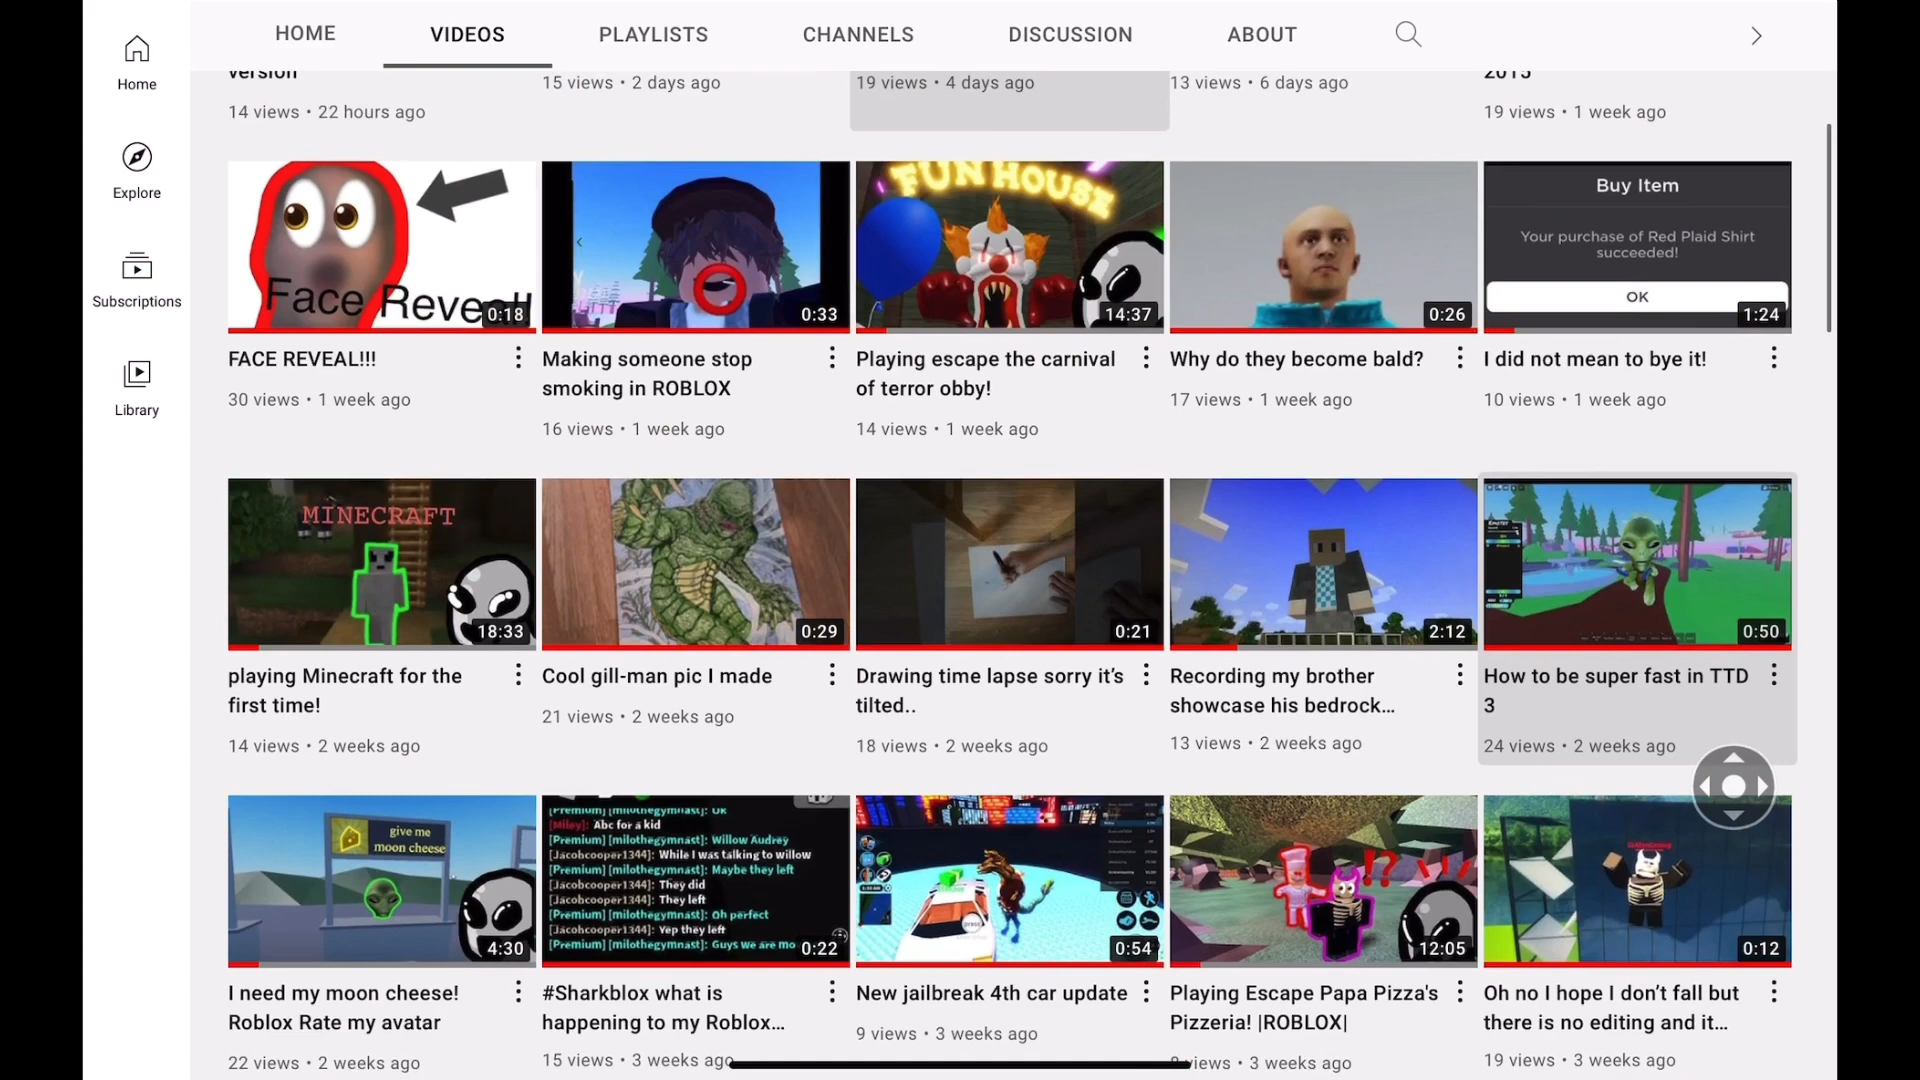 HOME
VIDEOS
PLAYLISTS
CHANNELS
DISCUSSION
ABOUT
Home
Explore
Subscriptions
Library
version
14 views • 22 hours ago
15 views • 2 days ago
19 views • 4 days ago
13 views • 6 days ago
2015
19 views • 1 week ago
Face Reveal!
0:18
FACE REVEAL!!!
30 views • 1 week ago
0:33
Making someone stop
smoking in ROBLOX
16 views • 1 week ago
FUN HOUSE
14:37
Playing escape the carnival
of terror obby!
14 views • 1 week ago
0:26
Why do they become bald?
17 views • 1 week ago
Buy Item
Your purchase of Red Plaid Shirt
succeeded!
OK
1:24
I did not mean to bye it!
10 views • 1 week ago
MINECRAFT
18:33
playing Minecraft for the
first time!
14 views • 2 weeks ago
0:29
Cool gill-man pic I made
21 views • 2 weeks ago
0:21
Drawing time lapse sorry it’s
tilted..
18 views • 2 weeks ago
2:12
Recording my brother
showcase his bedrock...
13 views • 2 weeks ago
0:50
How to be super fast in TTD
3
24 views • 2 weeks ago
give me
moon cheese
4:30
I need my moon cheese!
Roblox Rate my avatar
22 views • 2 weeks ago
[Premium] [milothegymnast]: Ok
[Miley]: Abc for a kid
[Premium] [milothegymnast]: Willow Audrey
[Jacobcooper1344]: While I was talking to willow
[Premium] [milothegymnast]: Maybe they left
[Jacobcooper1344]: They did
[Jacobcooper1344]: They left
[Premium] [milothegymnast]: Oh perfect
[Jacobcooper1344]: Yep they left
[Premium] [milothegymnast]: Guys we are mo
0:22
#Sharkblox what is
happening to my Roblox...
15 views • 3 weeks ago
0:54
New jailbreak 4th car update
9 views • 3 weeks ago
!?
12:05
Playing Escape Papa Pizza's
Pizzeria! |ROBLOX|
views • 3 weeks ago
0:12
Oh no I hope I don’t fall but
there is no editing and it...
19 views • 3 weeks ago